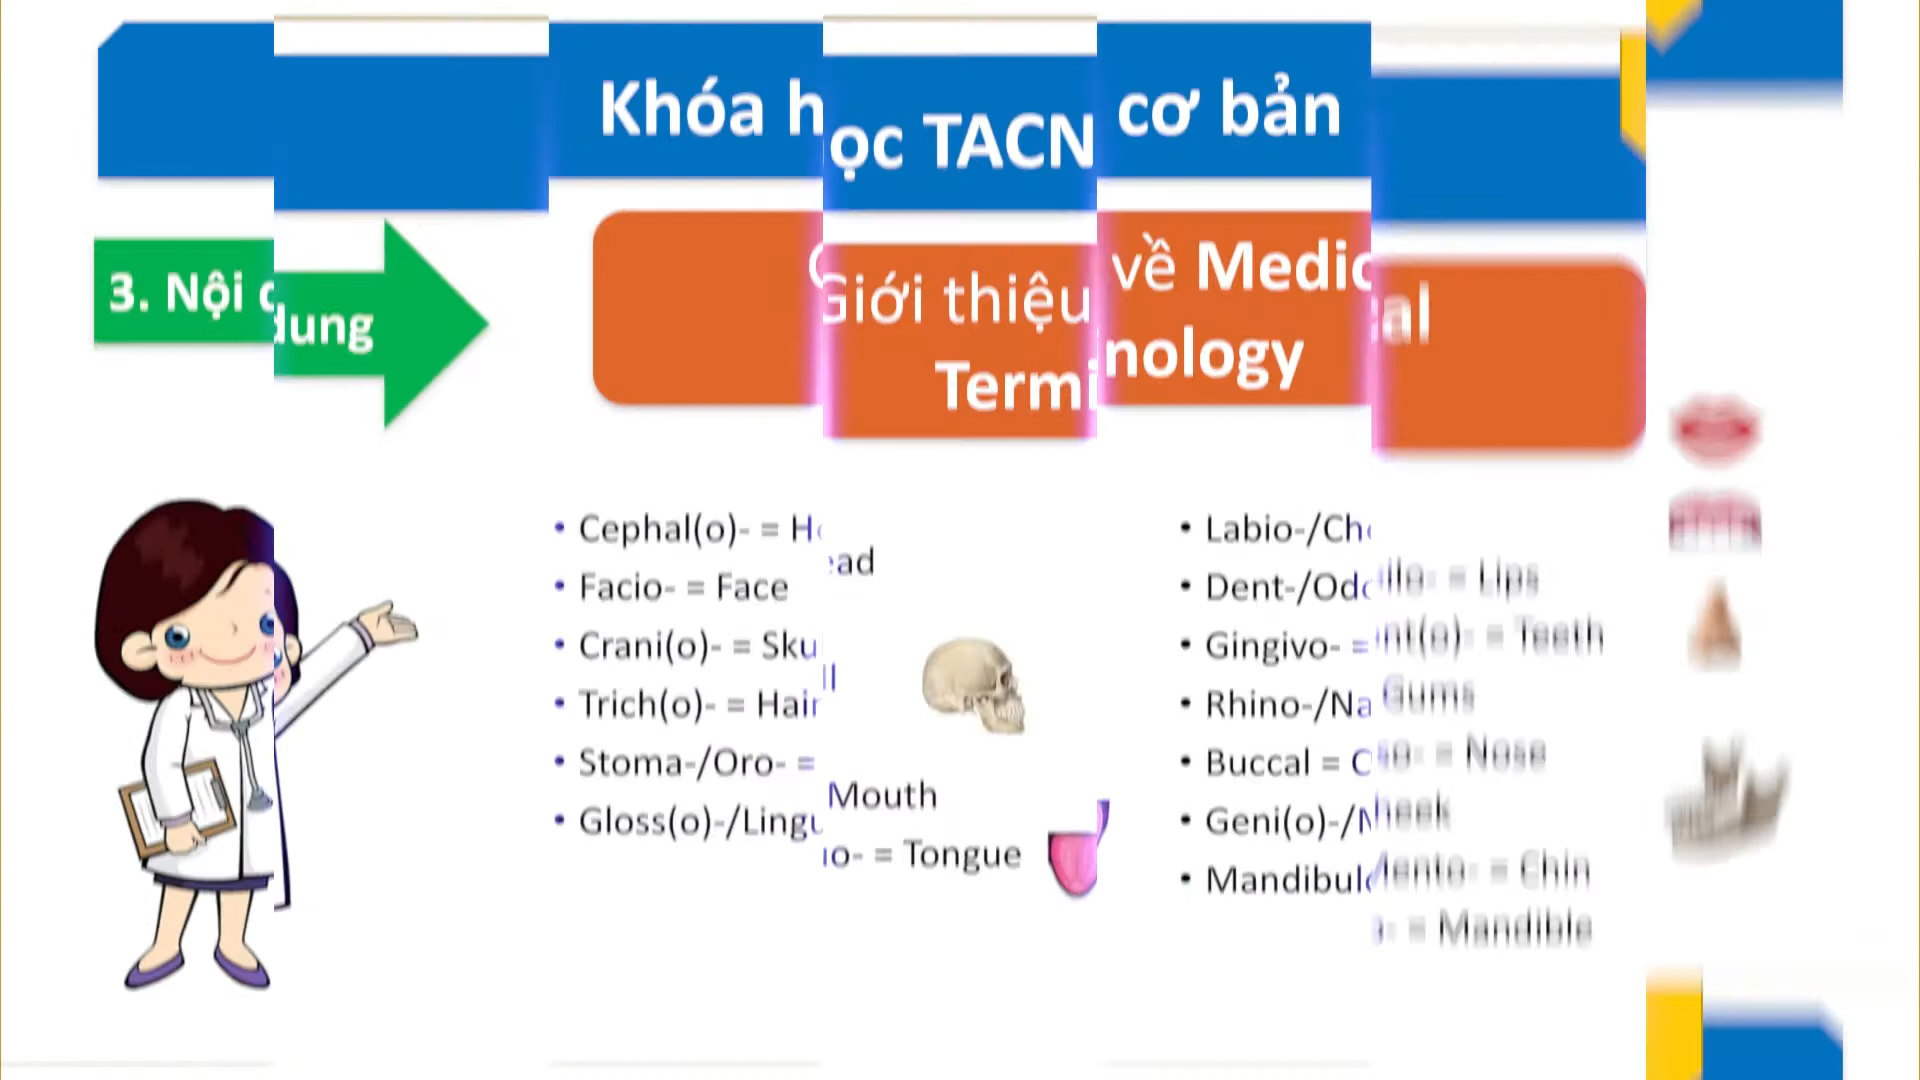 Khóa học TACN cơ bản
3. Nội dung
Giới thiệu về Medical
Terminology
• Cephal(o)- = Head
• Facio- = Face
• Crani(o)- = Skull
• Trich(o)- = Hair
• Stoma-/Oro- = Mouth
• Gloss(o)-/Linguo- = Tongue
• Labio-/Cheilo- = Lips
• Dent-/Odont(o)- = Teeth
• Gingivo- = Gums
• Rhino-/Naso- = Nose
• Buccal = Cheek
• Geni(o)-/Mento- = Chin
• Mandibulo- = Mandible